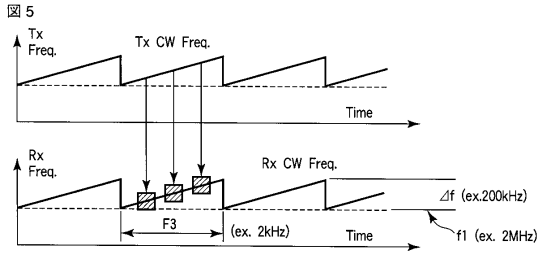 図 5
Tx
Freq.
Tx CW Freq.
Time
Rx
Freq.
Rx CW Freq.
⊿f (ex.200kHz)
F3
(ex. 2kHz)
Time
f1 (ex. 2MHz)